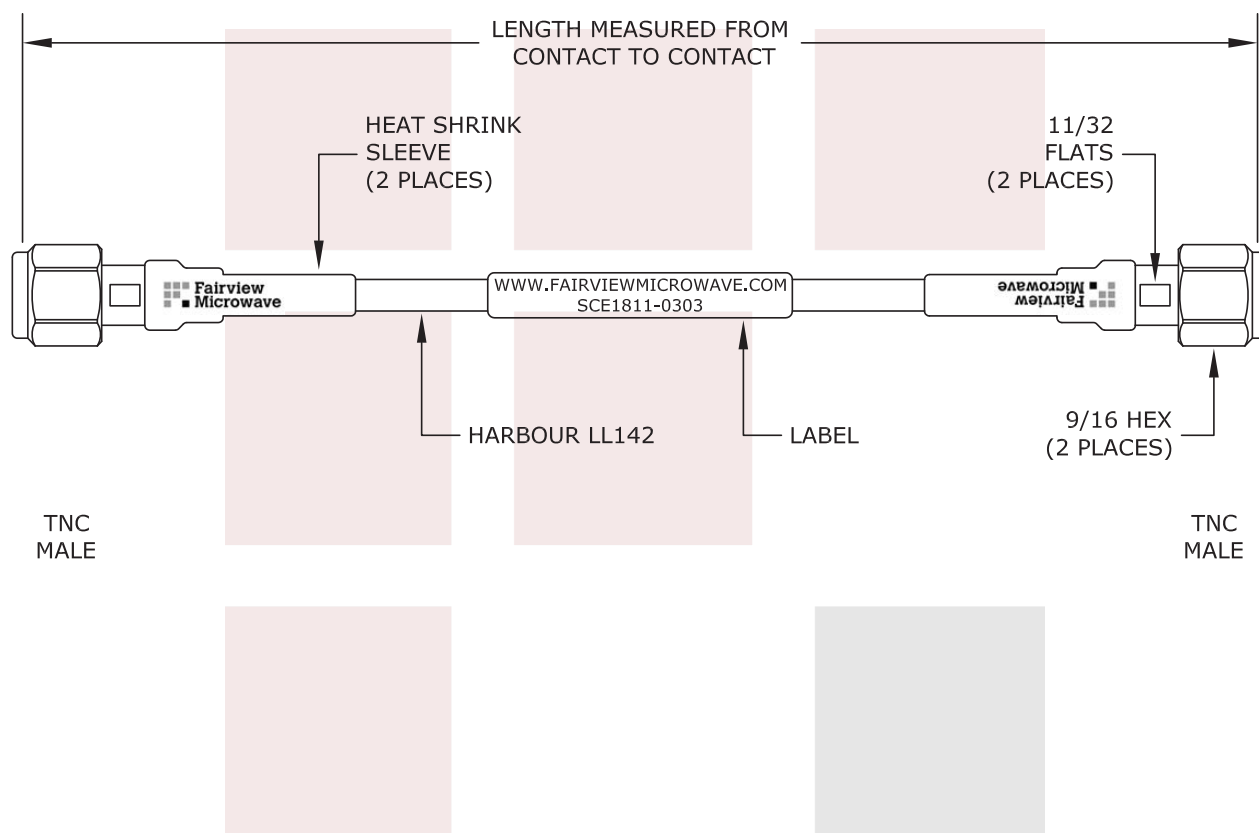 LENGTH MEASURED FROM
CONTACT TO CONTACT
HEAT SHRINK
SLEEVE
(2 PLACES)
11/32
FLATS
(2 PLACES)
Fairview
Microwave
WWW.FAIRVIEWMICROWAVE.COM
SCE1811-0303
Fairview
Microwave
HARBOUR LL142
LABEL
9/16 HEX
(2 PLACES)
TNC
MALE
TNC
MALE